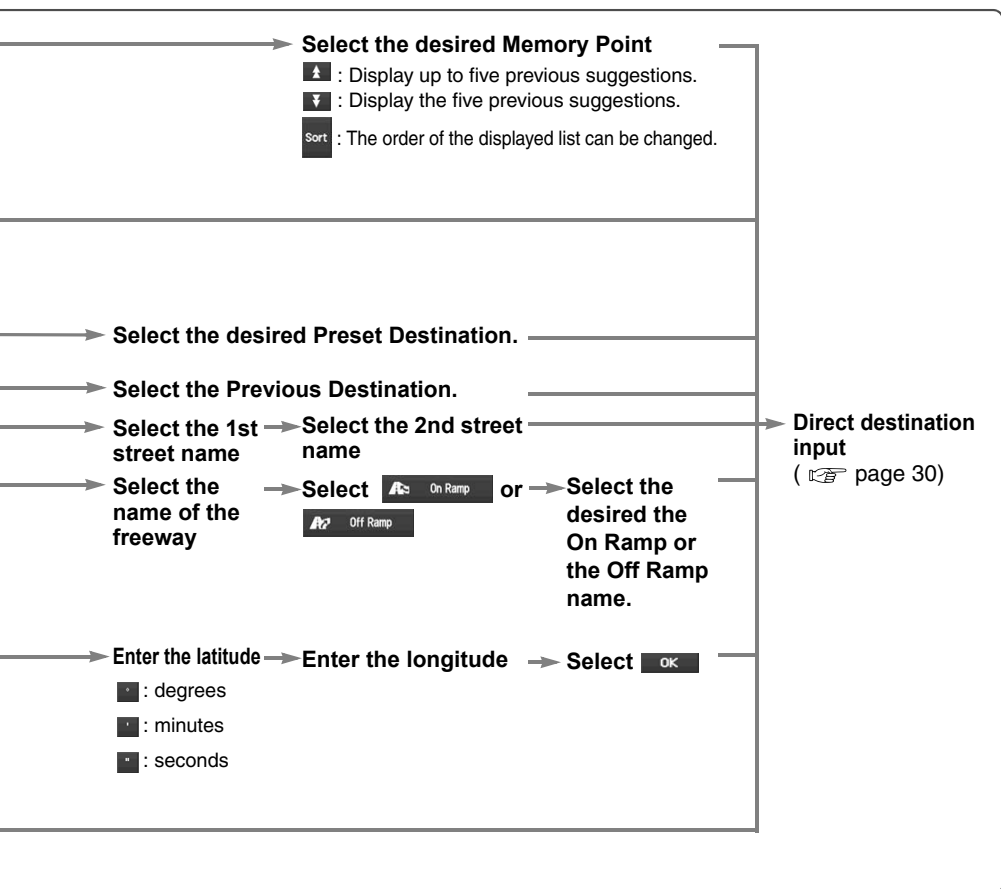 Select the desired Memory Point
: Display up to five previous suggestions.
: Display the five previous suggestions.
Sort : The order of the displayed list can be changed.
Select the desired Preset Destination.
Select the Previous Destination.
Select the 1st
street name
Select the 2nd street
name
Select the
name of the
freeway
Select On Ramp or
Off Ramp
Select the
desired the
On Ramp or
the Off Ramp
name.
Enter the latitude
° : degrees
' : minutes
" : seconds
Enter the longitude
Select OK
Direct destination
input
( ☞ page 30)